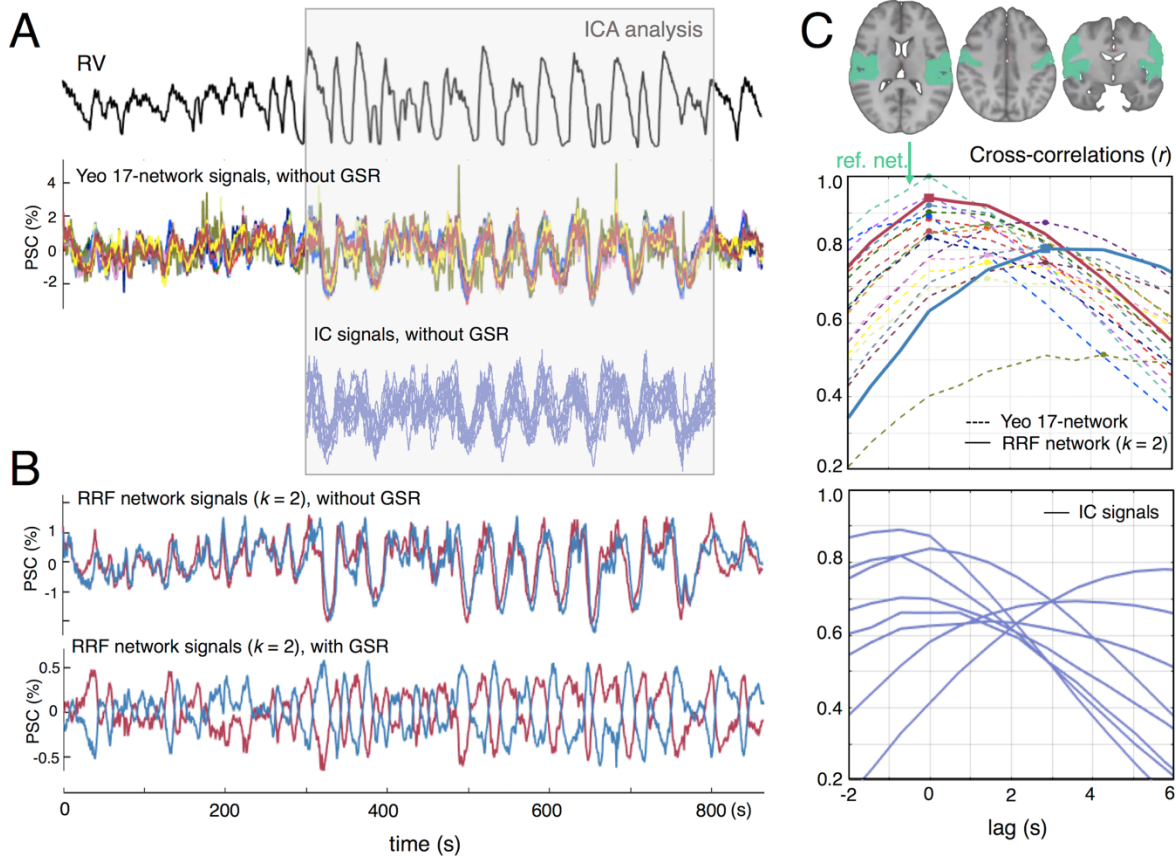 A
RV
ICA analysis
Yeo 17-network signals, without GSR
PSC (%)
4
2
0
-2
IC signals, without GSR
B
RRF network signals (k = 2), without GSR
PSC (%)
1
0
-1
RRF network signals (k = 2), with GSR
PSC (%)
0.5
0
-0.5
0 200 400 600 800 (s)
time (s)
C
ref. net.
Cross-correlations (r)
1.0
0.8
0.6
0.4
0.2
Yeo 17-network
RRF network (k = 2)
1.0
0.8
0.6
0.4
0.2
IC signals
-2 0 2 4 6
lag (s)